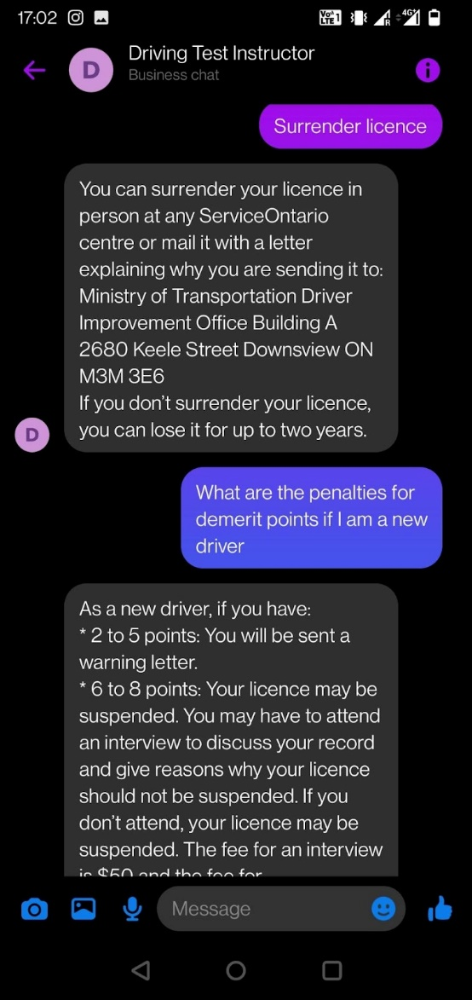 17:02
Vo 1
LTE
R
4G+
D
Driving Test Instructor
Business chat
Surrender licence
You can surrender your licence in
person at any ServiceOntario
centre or mail it with a letter
explaining why you are sending it to:
Ministry of Transportation Driver
Improvement Office Building A
2680 Keele Street Downsview ON
M3M 3E6
If you don't surrender your licence,
you can lose it for up to two years.
D
What are the penalties for
demerit points if I am a new
driver
As a new driver, if you have:
* 2 to 5 points: You will be sent a
warning letter.
* 6 to 8 points: Your licence may be
suspended. You may have to attend
an interview to discuss your record
and give reasons why your licence
should not be suspended. If you
don't attend, your licence may be
suspended. The fee for an interview
is $50 and the fee for
Message